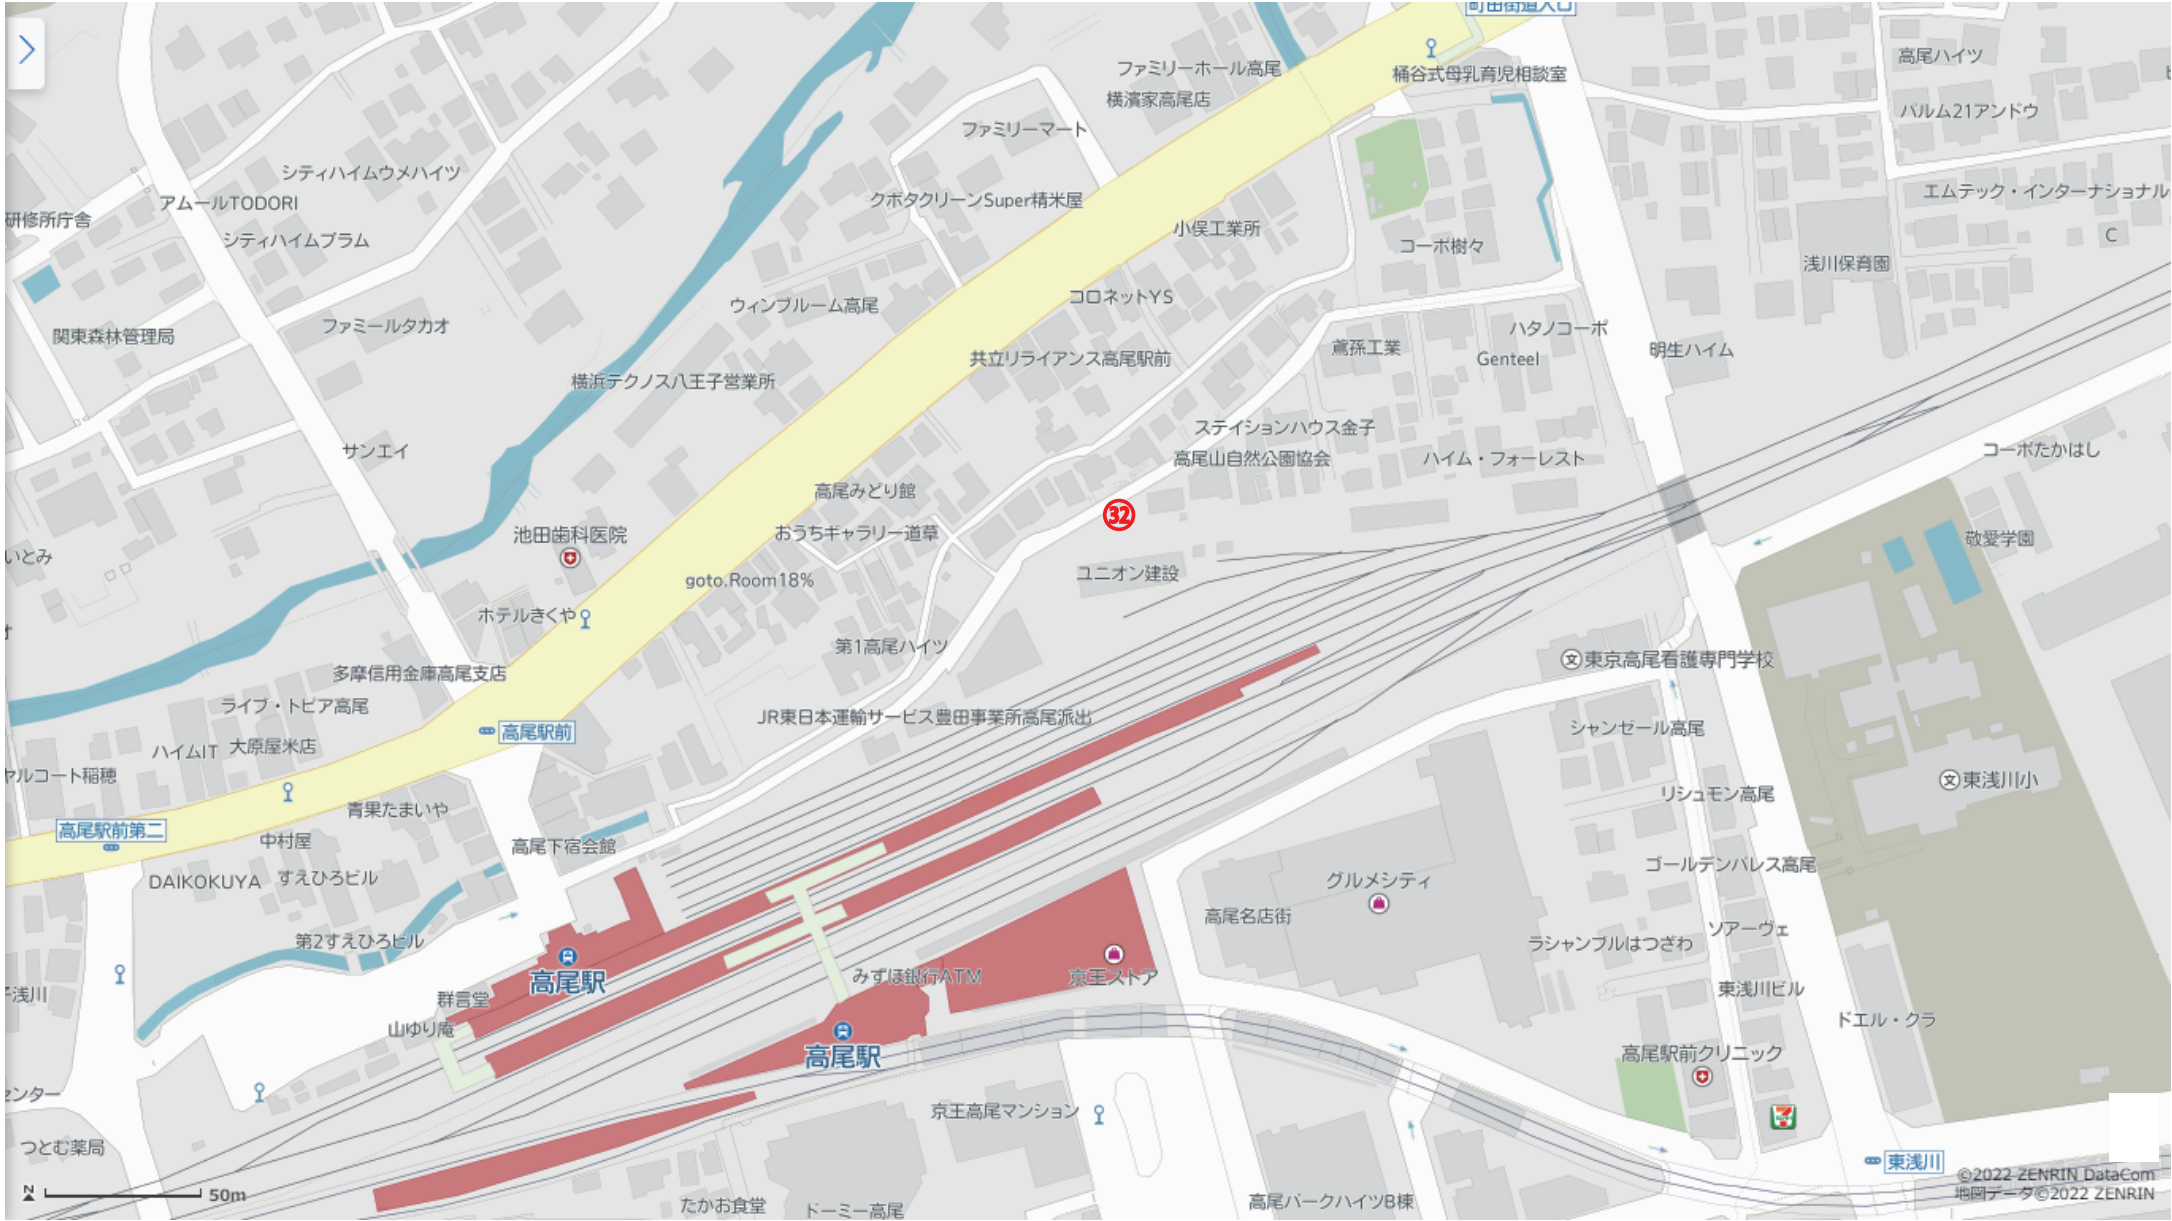 町田街道入口
ファミリーホール高尾
桶谷式母乳育児相談室
高尾ハイツ
横濱家高尾店
パルム21アンドウ
ファミリーマート
シティハイムウメハイツ
アムールTODORI
クボタクリーンSuper精米屋
エムテック・インターナショナル
研修所庁舎
小俣工業所
シティハイムプラム
コーポ樹々
C
浅川保育園
コロネットYS
ウィンブルーム高尾
ファミールタカオ
ハタノコーポ
関東森林管理局
鳶孫工業
明生ハイム
共立リライアンス高尾駅前
Genteel
横浜テクノス八王子営業所
ステイションハウス金子
サンエイ
高尾山自然公園協会
ハイム・フォーレスト
コーポたかはし
高尾みどり館
32
池田歯科医院
おうちギャラリー道草
敬愛学園
いとみ
ユニオン建設
goto.Room18%
ホテルきくや
第1高尾ハイツ
文
東京高尾看護専門学校
多摩信用金庫高尾支店
ライブ・トピア高尾
JR東日本運輸サービス豊田事業所高尾派出
高尾駅前
シャンゼール高尾
ハイムIT
大原屋米店
ヤルコート稲穂
文
東浅川小
リシュモン高尾
青果たまいや
高尾駅前第二
中村屋
高尾下宿会館
ゴールデンパレス高尾
DAIKOKUYA
すえひろビル
グルメシティ
高尾名店街
ソアーヴェ
第2すえひろビル
ラシャンブルはつざわ
みずほ銀行ATM
京王ストア
高尾駅
東浅川ビル
子浅川
群言堂
山ゆり庵
ドエル・クラ
高尾駅
高尾駅前クリニック
センター
京王高尾マンション
つとむ薬局
東浅川
©2022 ZENRIN DataCom
地図データ©2022 ZENRIN
N
50m
たかお食堂
ドーミー高尾
高尾パークハイツB棟